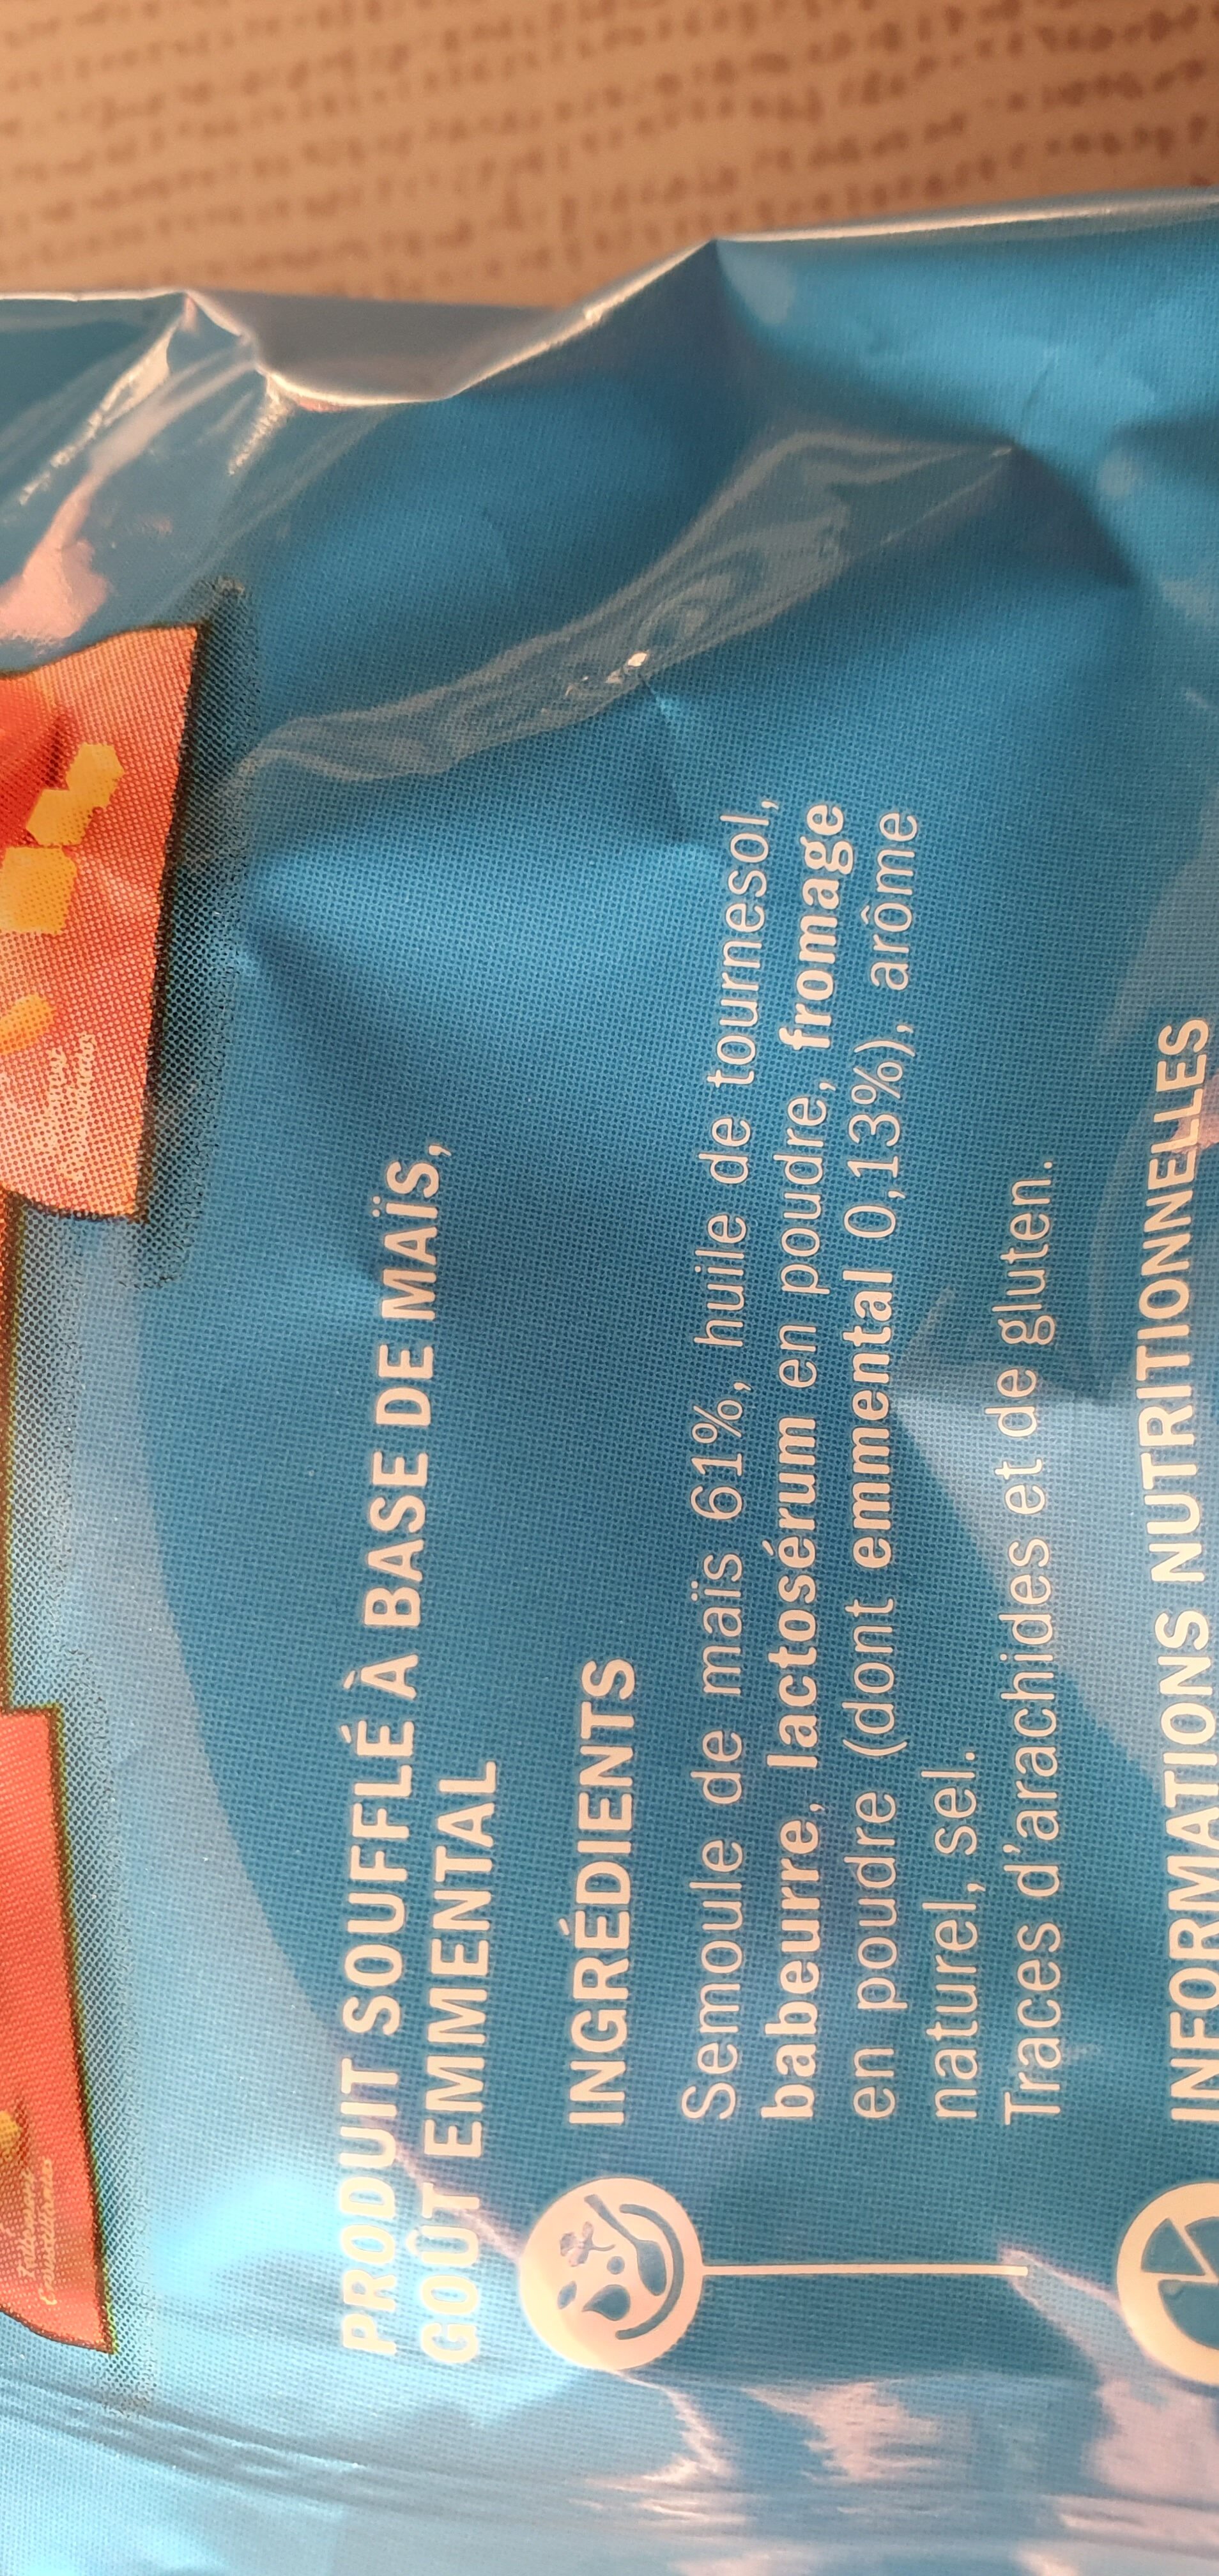 PRODUIT SOUFFLÉ À BASE DE MAÏS,
GOÛT EMMENTAL
INGRÉDIENTS
Semoule de maïs 61%, huile de tournesol,
babeurre, lactosérum en poudre, fromage
en poudre (dont emmental 0,13%), arôme
naturel, sel.
Traces d'arachides et de gluten.
INFORMATIONS NUTRITIONNELLES